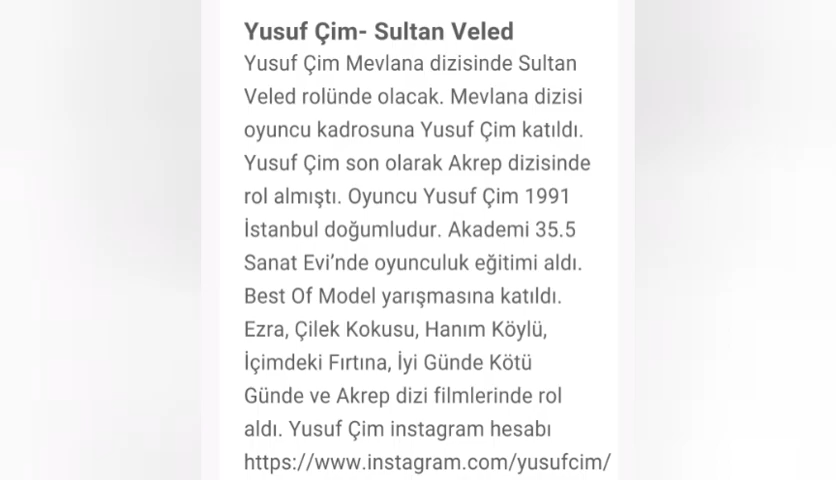 Yusuf Çim- Sultan Veled
Yusuf Çim Mevlana dizisinde Sultan
Veled rolünde olacak. Mevlana dizisi
oyuncu kadrosuna Yusuf Çim katıldı.
Yusuf Çim son olarak Akrep dizisinde
rol almıştı. Oyuncu Yusuf Çim 1991
İstanbul doğumludur. Akademi 35.5
Sanat Evi’nde oyunculuk eğitimi aldı.
Best Of Model yarışmasına katıldı.
Ezra, Çilek Kokusu, Hanım Köylü,
İçimdeki Fırtına, İyi Günde Kötü
Günde ve Akrep dizi filmlerinde rol
aldı. Yusuf Çim instagram hesabı
https://www.instagram.com/yusufcim/